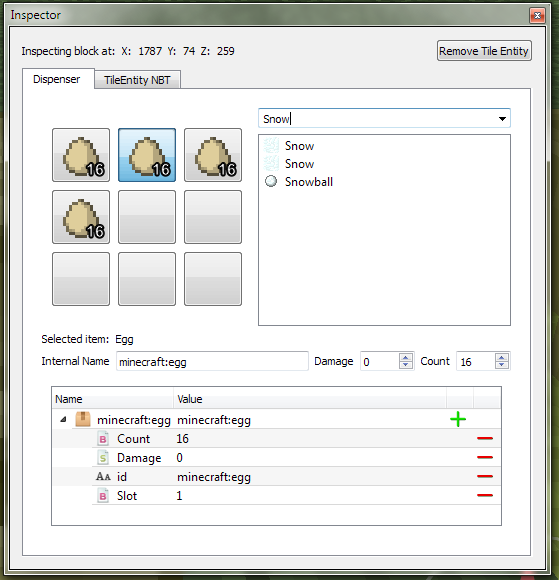 Inspector
Inspecting block at: X: 1787 Y: 74 Z: 259
Remove Tile Entity
Dispenser
TileEntity NBT
16
16
16
16
Snow
Snow
Snow
Snowball
Selected item: Egg
Internal Name minecraft:egg Damage 0 Count 16
Name Value
minecraft:egg minecraft:egg
B Count 16
S Damage 0
AA id minecraft:egg
B Slot 1